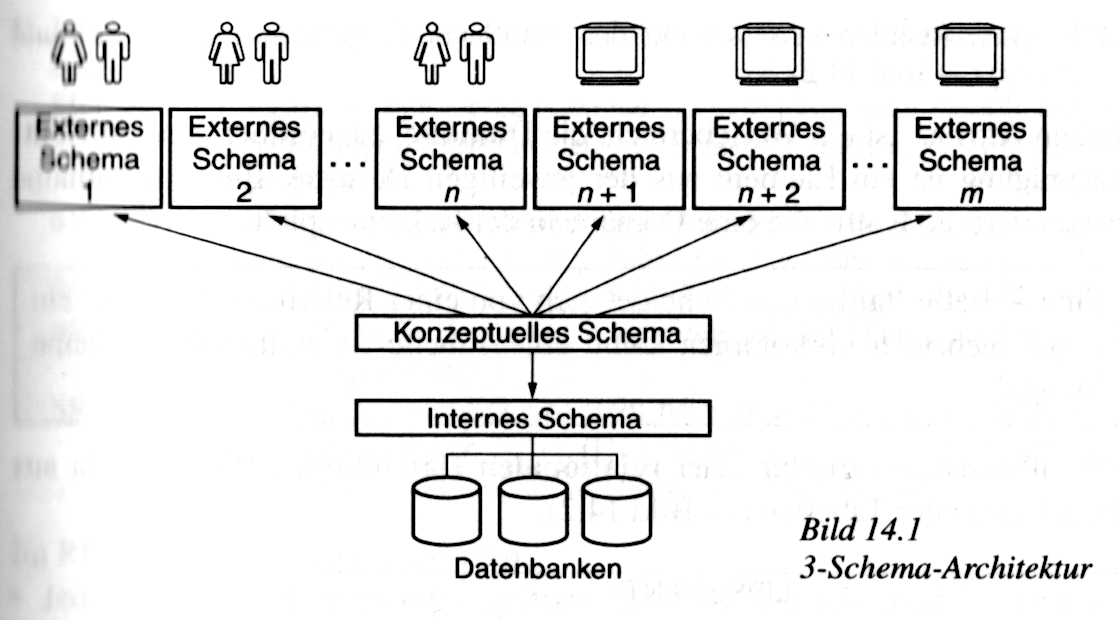 Externes Schema 1
Externes Schema 2
...
Externes Schema n
Externes Schema n + 1
Externes Schema n + 2
...
Externes Schema m
Konzeptuelles Schema
Internes Schema
Datenbanken
Bild 14.1
3-Schema-Architektur